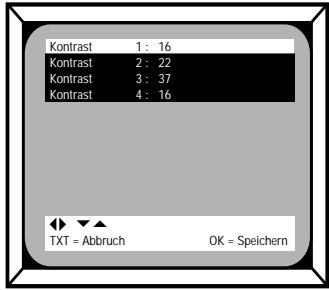 Kontrast 1 : 16
Kontrast 2 : 22
Kontrast 3 : 37
Kontrast 4 : 16
TXT = Abbruch OK = Speichern